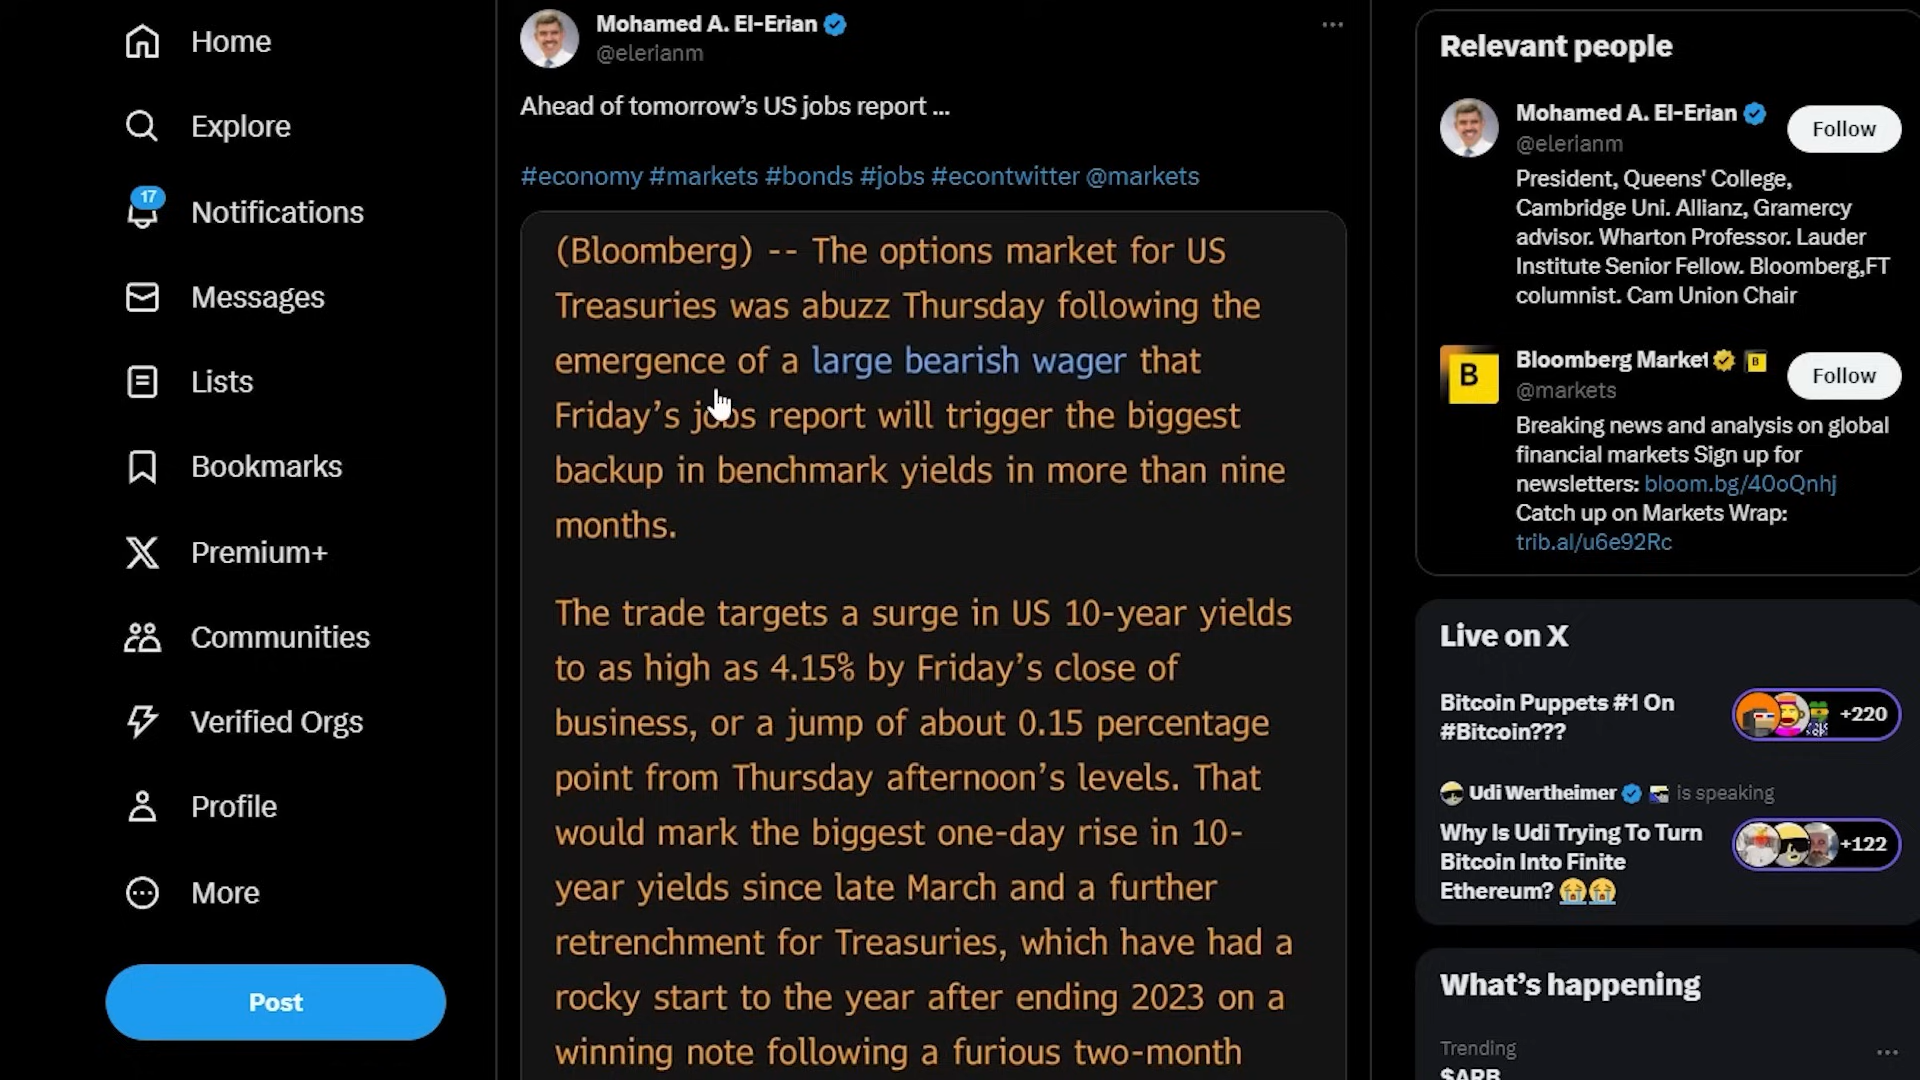 Home
Explore
17
Notifications
Messages
Lists
Bookmarks
Premium+
Communities
Verified Orgs
Profile
More
Post
Mohamed A. El-Erian
@elerianm
Ahead of tomorrow’s US jobs report ...
#economy #markets #bonds #jobs #econtwitter @markets
(Bloomberg) -- The options market for US
Treasuries was abuzz Thursday following the
emergence of a large bearish wager that
Friday’s jobs report will trigger the biggest
backup in benchmark yields in more than nine
months.
The trade targets a surge in US 10-year yields
to as high as 4.15% by Friday’s close of
business, or a jump of about 0.15 percentage
point from Thursday afternoon’s levels. That
would mark the biggest one-day rise in 10-
year yields since late March and a further
retrenchment for Treasuries, which have had a
rocky start to the year after ending 2023 on a
winning note following a furious two-month
Relevant people
Mohamed A. El-Erian
Follow
@elerianm
President, Queens' College,
Cambridge Uni. Allianz, Gramercy
advisor. Wharton Professor. Lauder
Institute Senior Fellow. Bloomberg,FT
columnist. Cam Union Chair
B
Bloomberg Market
B
Follow
@markets
Breaking news and analysis on global
financial markets Sign up for
newsletters: bloom.bg/40oQnhj
Catch up on Markets Wrap:
trib.al/u6e92Rc
Live on X
Bitcoin Puppets #1 On
#Bitcoin???
+220
Udi Wertheimer is speaking
Why Is Udi Trying To Turn
Bitcoin Into Finite
Ethereum? 😭😭
+122
What’s happening
Trending
$ARB